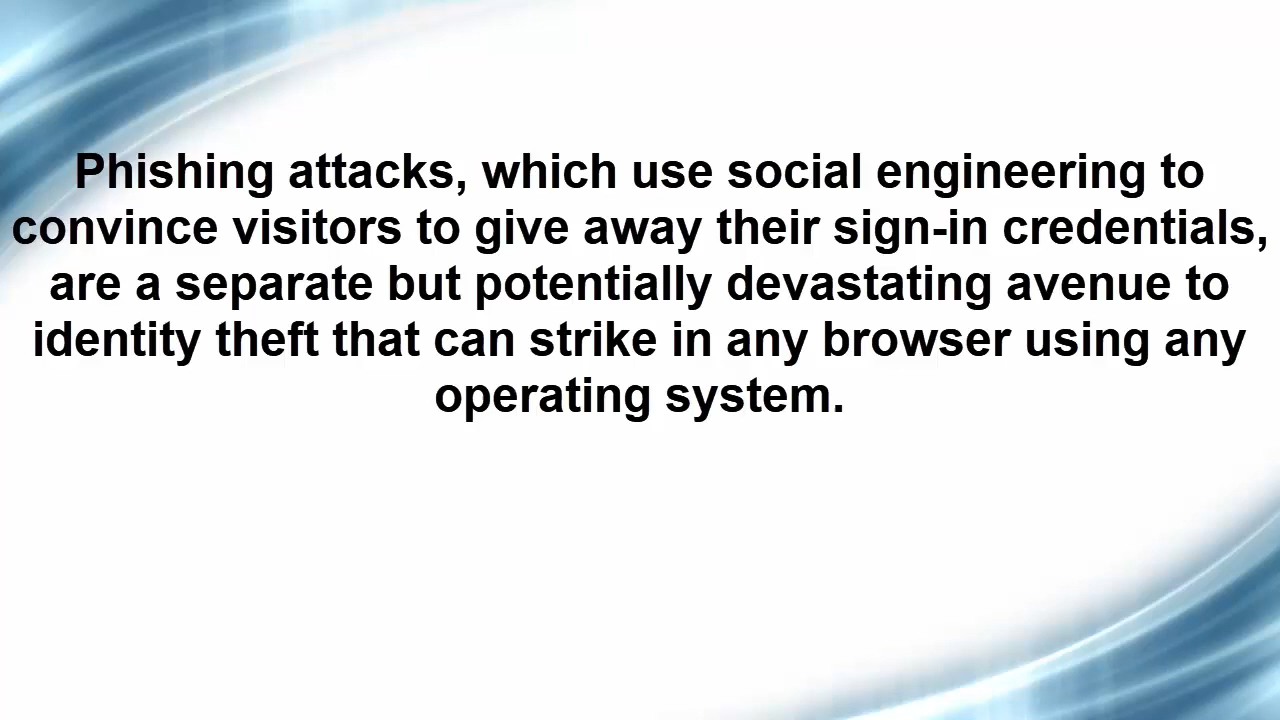 Phishing attacks, which use social engineering to
convince visitors to give away their sign-in credentials,
are a separate but potentially devastating avenue to
identity theft that can strike in any browser using any
operating system.